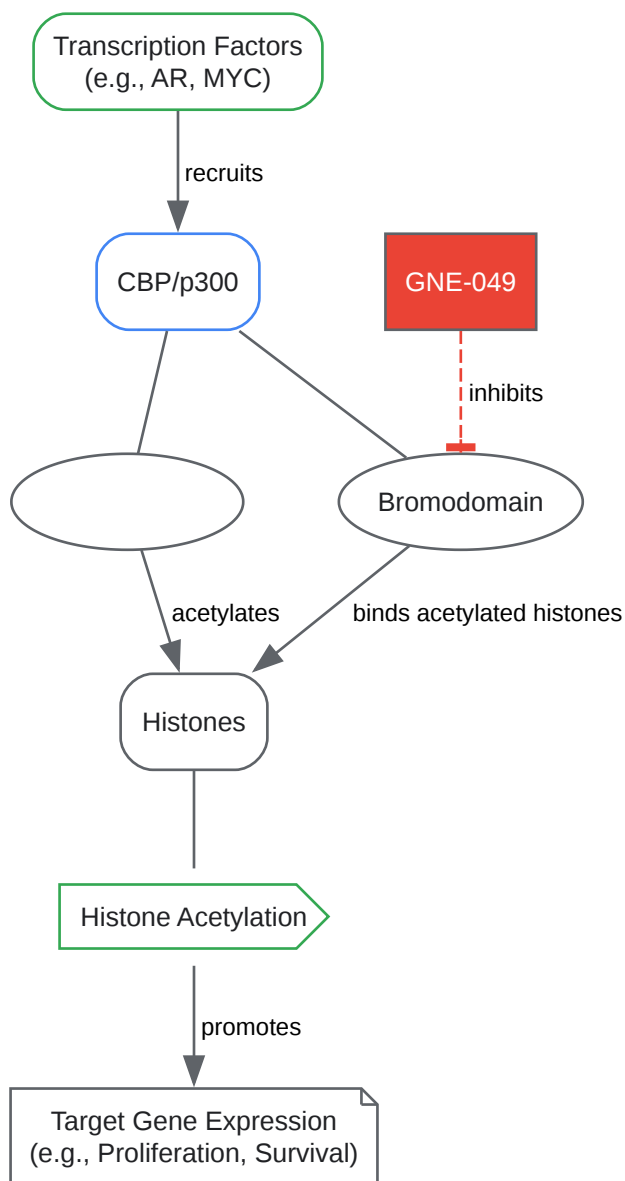 Transcription Factors
(e.g., AR, MYC)
recruits
CBP/p300
GNE-049
inhibits
Bromodomain
acetylates
binds acetylated histones
Histones
Histone Acetylation
promotes
Target Gene Expression
(e.g., Proliferation, Survival)